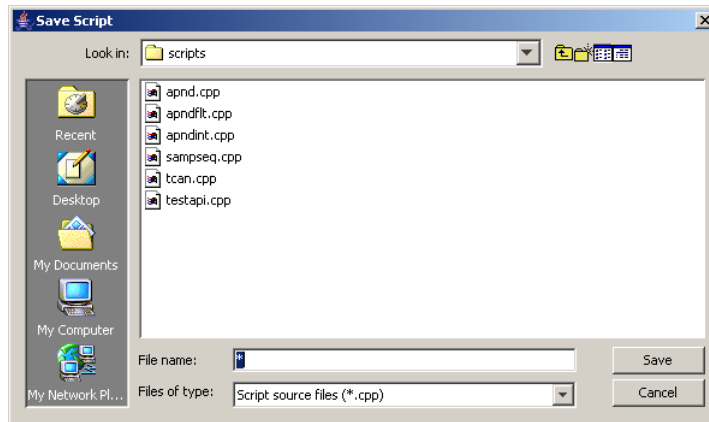 Save Script
Look in: scripts
Recent
Desktop
My Documents
My Computer
My Network Pl...
apnd.cpp
apndflt.cpp
apndint.cpp
sampseq.cpp
tcan.cpp
testapi.cpp
File name: * Save
Files of type: Script source files (*.cpp) Cancel